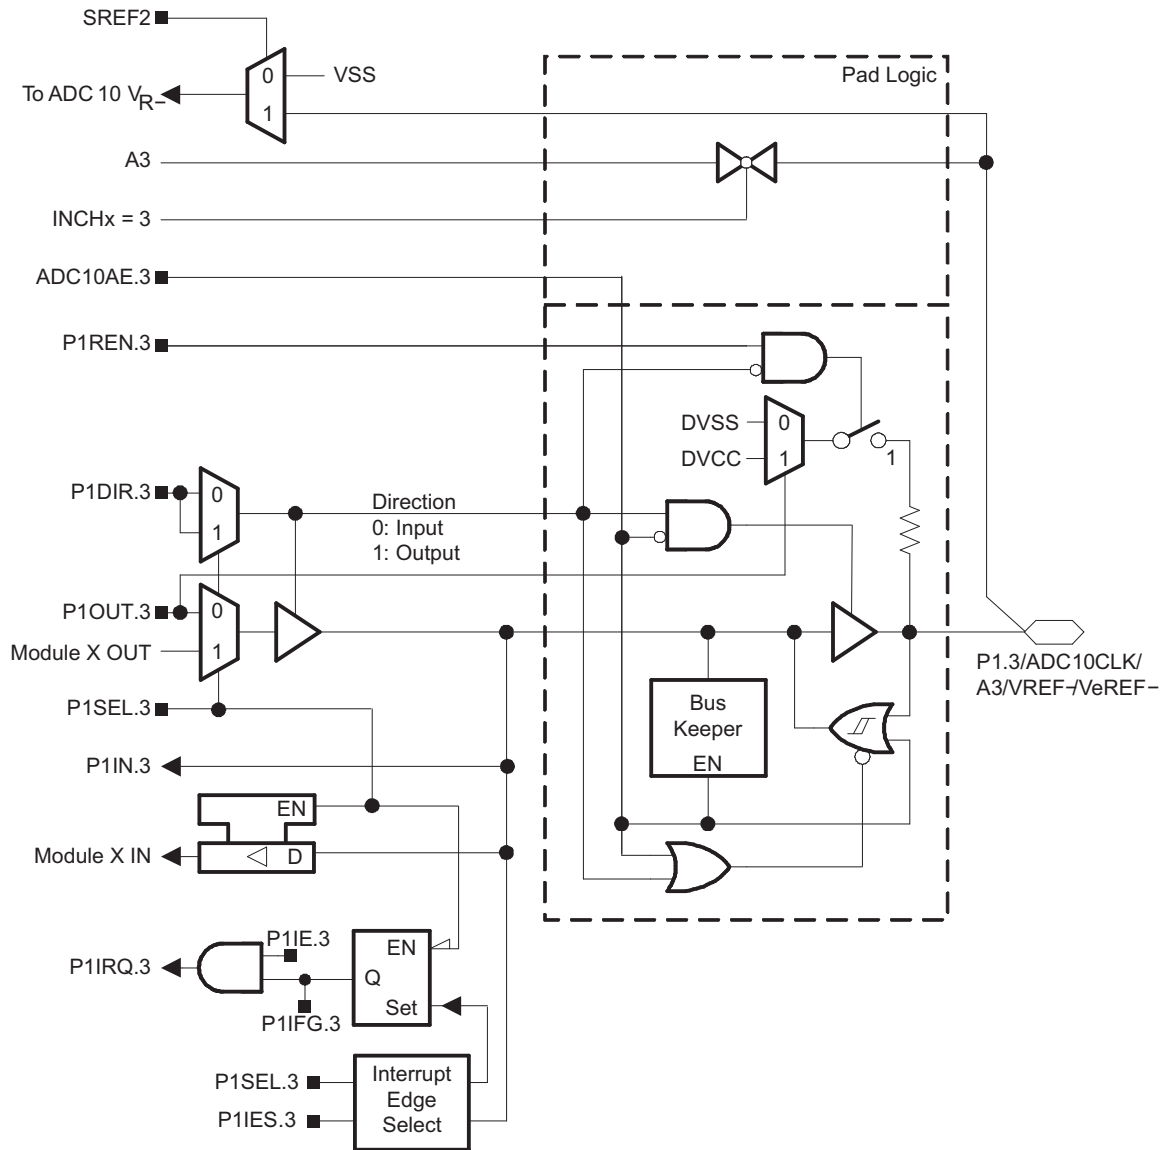 SREF2
0
VSS
Pad Logic
To ADC 10 VR−
1
A3
INCHx = 3
ADC10AE.3
P1REN.3
DVSS
0
DVCC
1
1
P1DIR.3
0
1
Direction
0: Input
1: Output
P1OUT.3
0
Module X OUT
1
P1SEL.3
P1.3/ADC10CLK/
A3/VREF−/VeREF−
Bus
Keeper
EN
P1IN.3
EN
Module X IN
D
P1IE.3
P1IRQ.3
EN
Q
Set
P1IFG.3
P1SEL.3
P1IES.3
Interrupt
Edge
Select